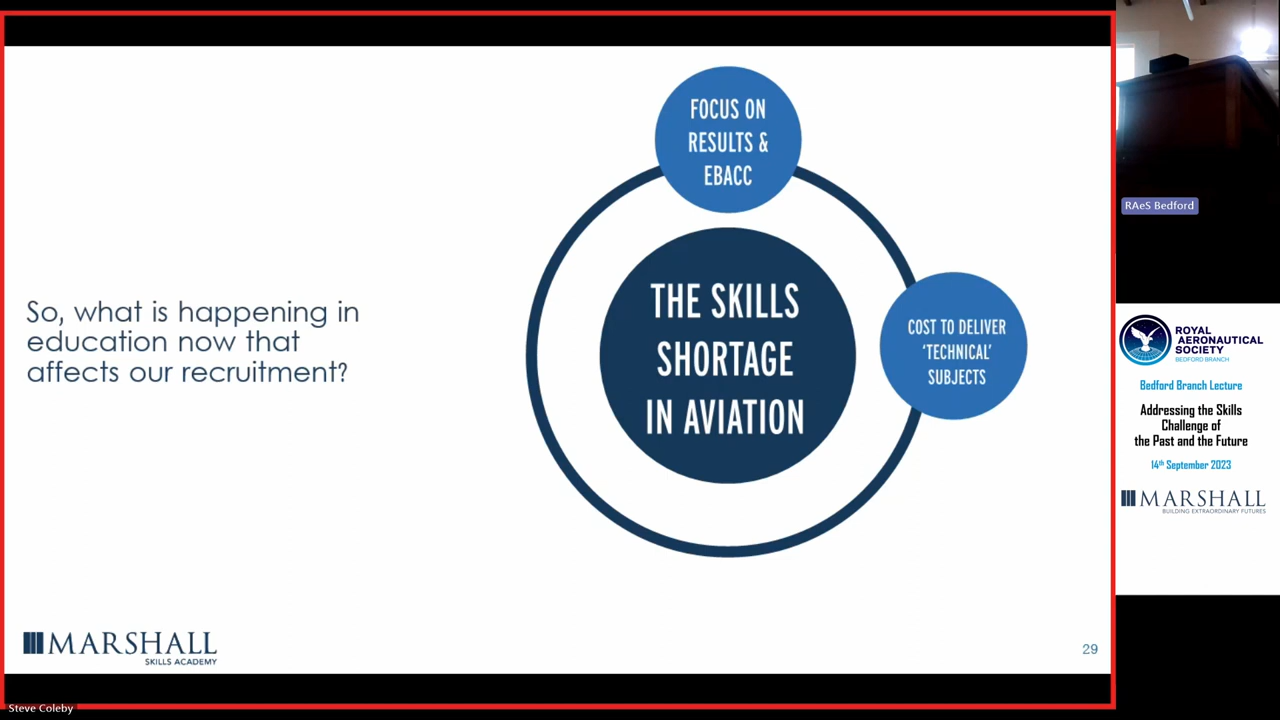 So, what is happening in
education now that
affects our recruitment?
FOCUS ON
RESULTS &
EBACC
THE SKILLS
SHORTAGE
IN AVIATION
COST TO DELIVER
‘TECHNICAL’
SUBJECTS
MARSHALL
SKILLS ACADEMY
29
Steve Coleby
RAeS Bedford
ROYAL
AERONAUTICAL
SOCIETY
BEDFORD BRANCH
Bedford Branch Lecture
Addressing the Skills
Challenge of
the Past and the Future
14th September 2023
MARSHALL
BUILDING EXTRAORDINARY FUTURES